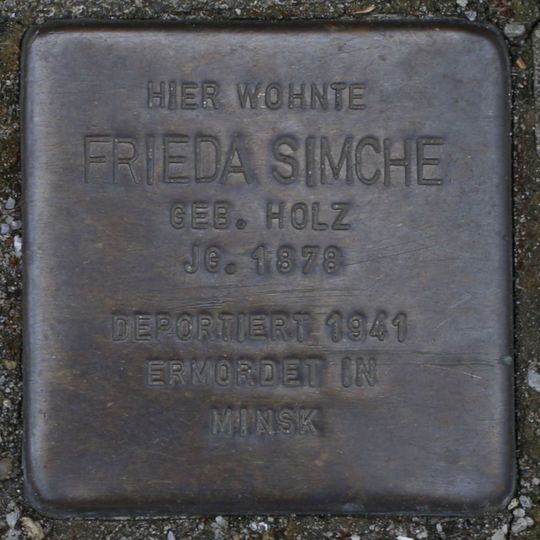 HIER WOHNTE
FRIEDA SIMCHE
GEB. HOLZ
JG. 1878
DEPORTIERT 1941
ERMORDET IN
MINSK